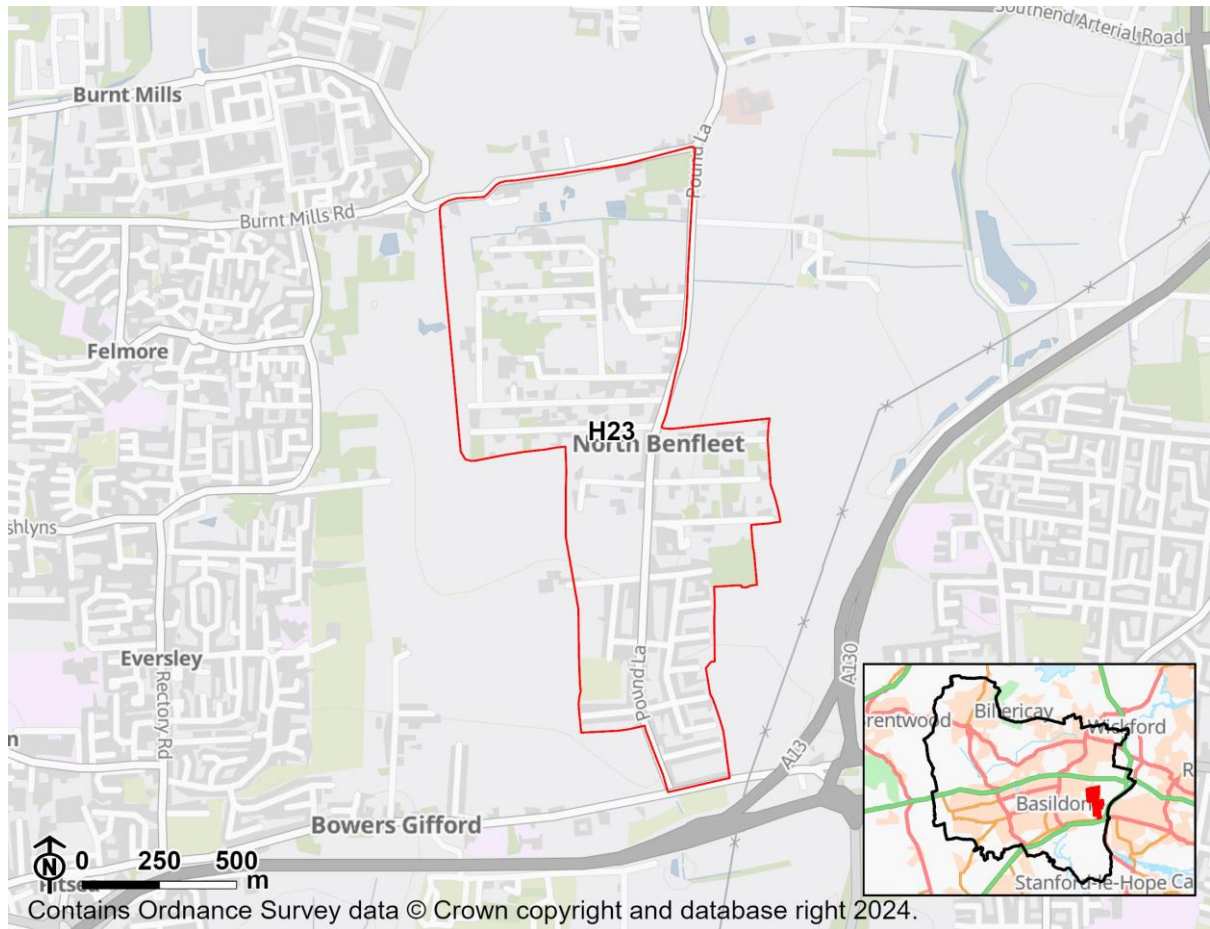 Southend Arterial Road
Burnt Mills
Pound La
Burnt Mills Rd
Felmore
H23
North Benfleet
shlyns
Eversley
Rectory Rd
Pound La
A130
A13
n
Bowers Gifford
N
0 250 500
m
Billericay
Brentwood
Wickford
R
Basildon
Stanford-le-Hope Ca
Contains Ordnance Survey data © Crown copyright and database right 2024.